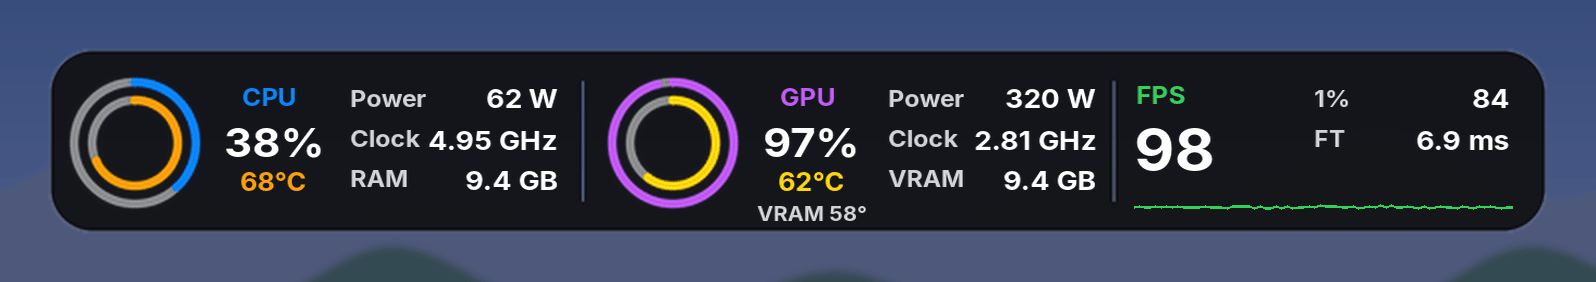 CPU
38%
68°C
Power 62 W
Clock 4.95 GHz
RAM 9.4 GB
GPU
97%
62°C
VRAM 58°
Power 320 W
Clock 2.81 GHz
VRAM 9.4 GB
FPS
98
1% 84
FT 6.9 ms